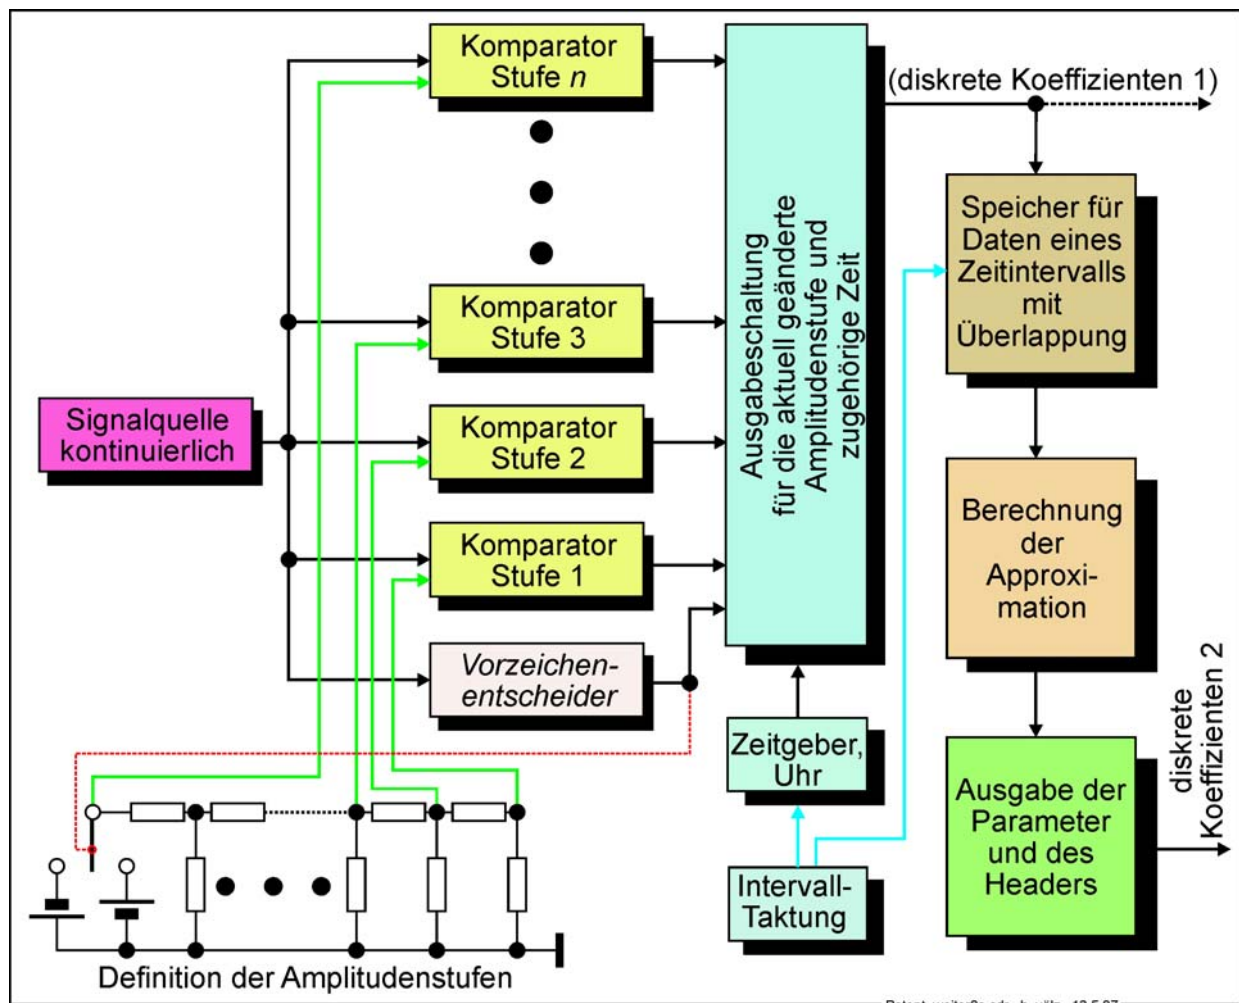 Komparator
Stufe n
(diskrete Koeffizienten 1)
Ausgabeschaltung
für die aktuell geänderte
Amplitudenstufe und
zugehörige Zeit
Speicher für
Daten eines
Zeitintervalls
mit
Überlappung
Komparator
Stufe 3
Signalquelle
kontinuierlich
Komparator
Stufe 2
Komparator
Stufe 1
Berechnung
der
Approxi-
mation
Vorzeichen-
entscheider
Zeitgeber,
Uhr
diskrete
Koeffizienten 2
Ausgabe der
Parameter
und des
Headers
Intervall-
Taktung
Definition der Amplitudenstufen